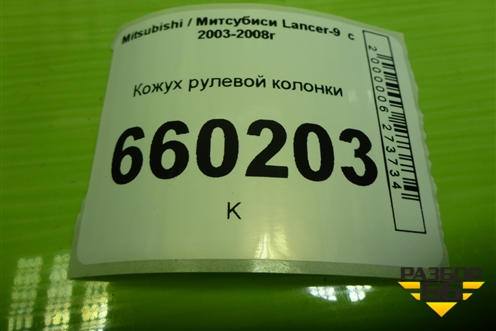 Mitsubishi / Митсубиси Lancer-9 с
2003-2008г
Кожух рулевой колонки
660203
К
2000006273734
РАЗБОР